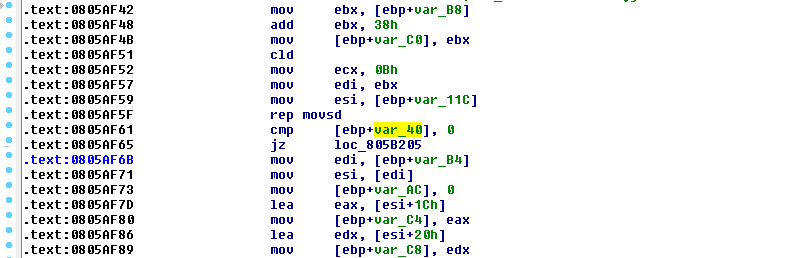 .text:0805AF42 mov ebx, [ebp+var_B8]
.text:0805AF48 add ebx, 38h
.text:0805AF4B mov [ebp+var_C0], ebx
.text:0805AF51 cld
.text:0805AF52 mov ecx, 0Bh
.text:0805AF57 mov edi, ebx
.text:0805AF59 mov esi, [ebp+var_11C]
.text:0805AF5F rep movsd
.text:0805AF61 cmp [ebp+var_40], 0
.text:0805AF65 jz loc_805B205
.text:0805AF6B mov edi, [ebp+var_B4]
.text:0805AF71 mov esi, [edi]
.text:0805AF73 mov [ebp+var_AC], 0
.text:0805AF7D lea eax, [esi+1Ch]
.text:0805AF80 mov [ebp+var_C4], eax
.text:0805AF86 lea edx, [esi+20h]
.text:0805AF89 mov [ebp+var_C8], edx